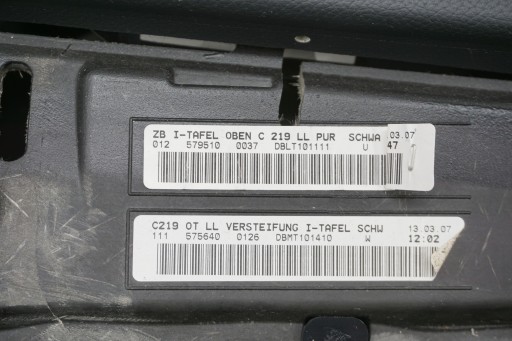 ZB I-TAFEL OBEN C 219 LL PUR SCHWA .03.07
012 579510 0037 DBLT101111 U 47
C219 OT LL VERSTEIFUNG I-TAFEL SCHW 13.03.07
111 575640 0126 DBMT101410 W 12:02